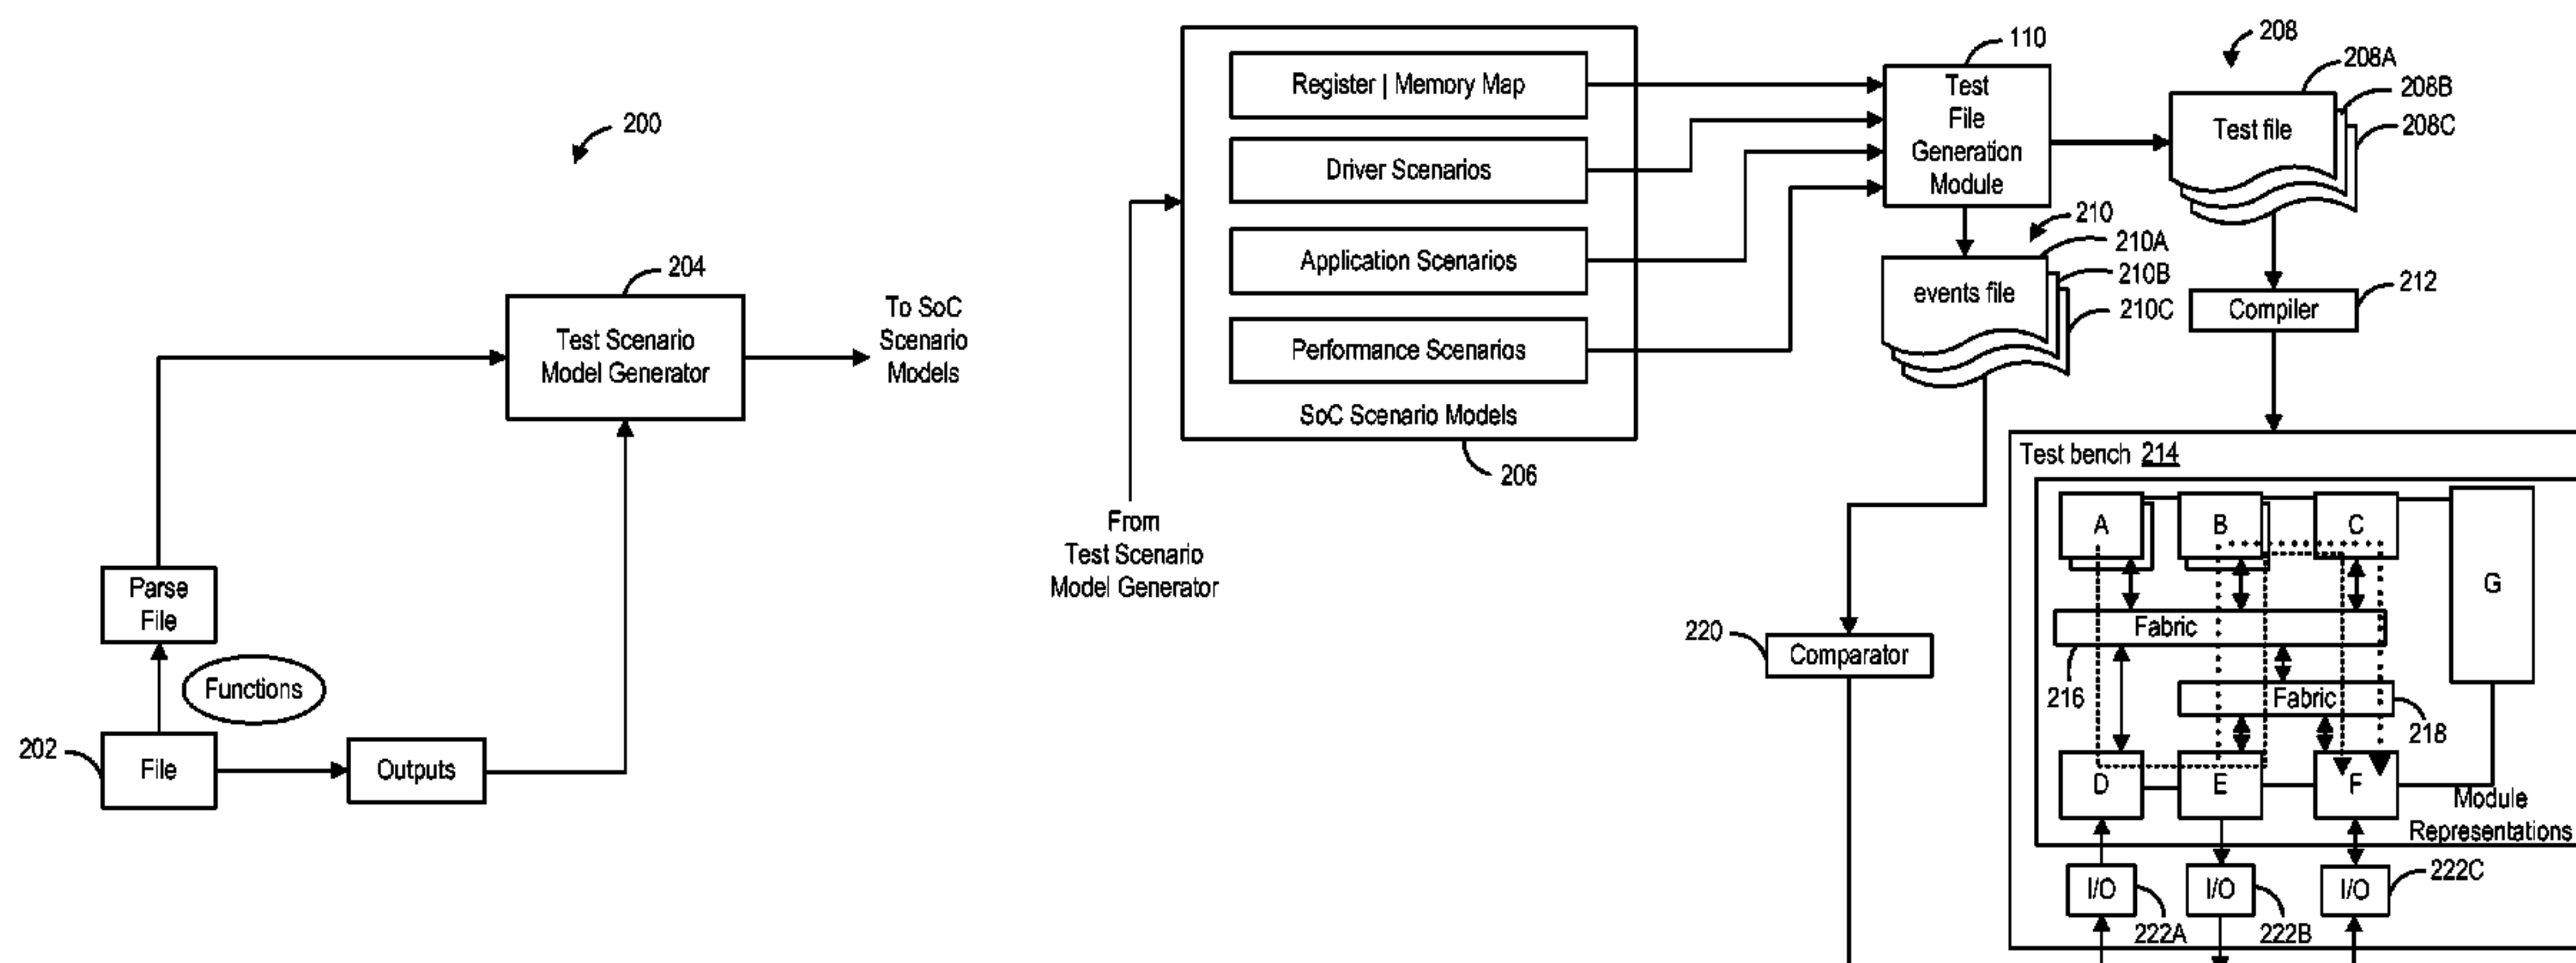 200
204
Test Scenario
Model Generator
To SoC
Scenario
Models
Parse
File
Functions
202
File
Outputs
Register | Memory Map
Driver Scenarios
Application Scenarios
Performance Scenarios
SoC Scenario Models
206
From
Test Scenario
Model Generator
110
Test
File
Generation
Module
208
208A
208B
208C
Test file
210
210A
210B
210C
events file
Compiler
212
220
Comparator
Test bench 214
A
B
C
G
Fabric
216
Fabric
218
D
E
F
Module
Representations
I/O
222A
I/O
222B
I/O
222C